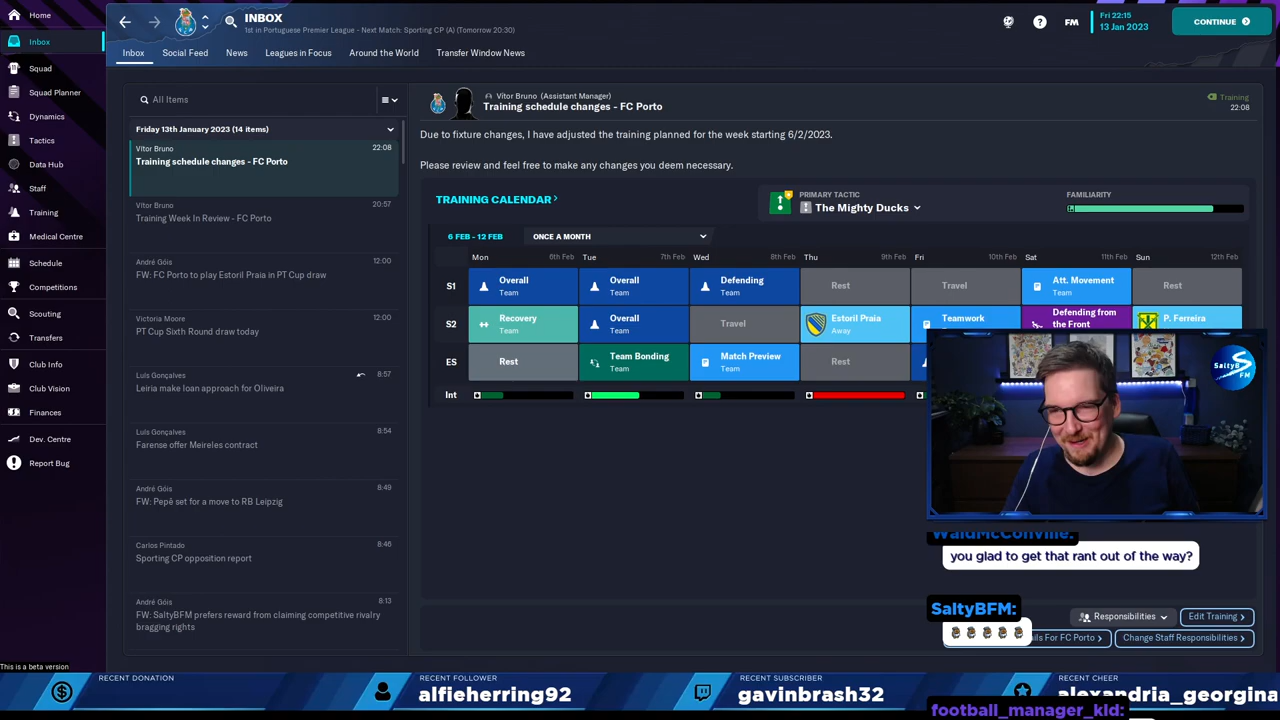 Home
INBOX
1st in Portuguese Premier League - Next Match: Sporting CP (A) (Tomorrow 20:30)
FM
Fri 22:15
13 Jan 2023
CONTINUE
Inbox
Squad
Squad Planner
Dynamics
Tactics
Data Hub
Staff
Training
Medical Centre
Schedule
Competitions
Scouting
Transfers
Club Info
Club Vision
Finances
Dev. Centre
Report Bug
This is a beta version
Inbox
Social Feed
News
Leagues in Focus
Around the World
Transfer Window News
All Items
Friday 13th January 2023 (14 items)
Vítor Bruno
22:08
Training schedule changes - FC Porto
Vítor Bruno
20:57
Training Week In Review - FC Porto
André Góis
12:00
FW: FC Porto to play Estoril Praia in PT Cup draw
Victoria Moore
12:00
PT Cup Sixth Round draw today
Luís Gonçalves
8:57
Leiria make loan approach for Oliveira
Luís Gonçalves
8:54
Farense offer Meireles contract
André Góis
8:49
FW: Pepê set for a move to RB Leipzig
Carlos Pintado
8:46
Sporting CP opposition report
André Góis
8:13
FW: SaltyBFM prefers reward from claiming competitive rivalry
bragging rights
Vítor Bruno (Assistant Manager)
Training schedule changes - FC Porto
Training
22:08
Due to fixture changes, I have adjusted the training planned for the week starting 6/2/2023.
Please review and feel free to make any changes you deem necessary.
TRAINING CALENDAR
PRIMARY TACTIC
The Mighty Ducks
FAMILIARITY
6 FEB - 12 FEB
ONCE A MONTH
Mon 6th Feb
Tue 7th Feb
Wed 8th Feb
Thu 9th Feb
Fri 10th Feb
Sat 11th Feb
Sun 12th Feb
S1
Overall
Team
Overall
Team
Defending
Team
Rest
Travel
Att. Movement
Team
Rest
S2
Recovery
Team
Overall
Team
Travel
Estoril Praia
Away
Teamwork
Defending from
the Front
P. Ferreira
ES
Rest
Team Bonding
Team
Match Preview
Team
Rest
Int
SaltyB
FM
WaldMcConville:
you glad to get that rant out of the way?
SaltyBFM:
Responsibilities
Edit Training
ils For FC Porto
Change Staff Responsibilities
RECENT DONATION
RECENT FOLLOWER
alfieherring92
RECENT SUBSCRIBER
gavinbrash32
RECENT CHEER
alexandria_georgina
football_manager_kid: